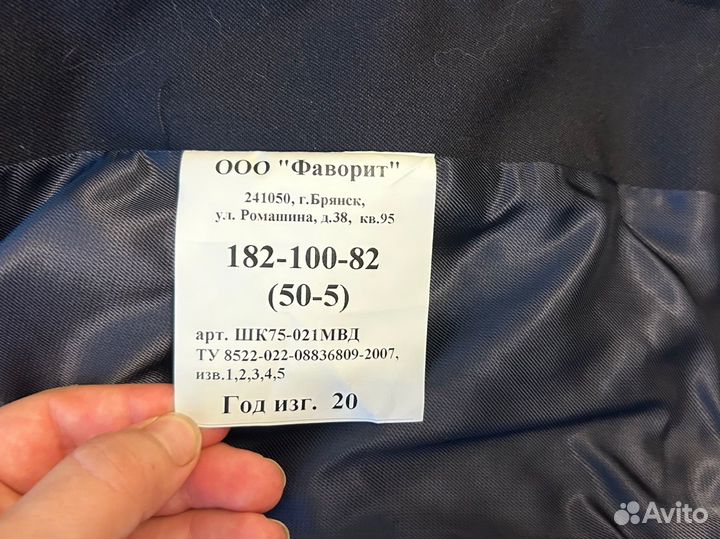 ООО "Фаворит"
241050, г.Брянск,
ул. Ромашина, д.38, кв.95
182-100-82
(50-5)
арт. ШК75-021МВД
ТУ 8522-022-08836809-2007,
изв.1,2,3,4,5
Год изг. 20
Avito